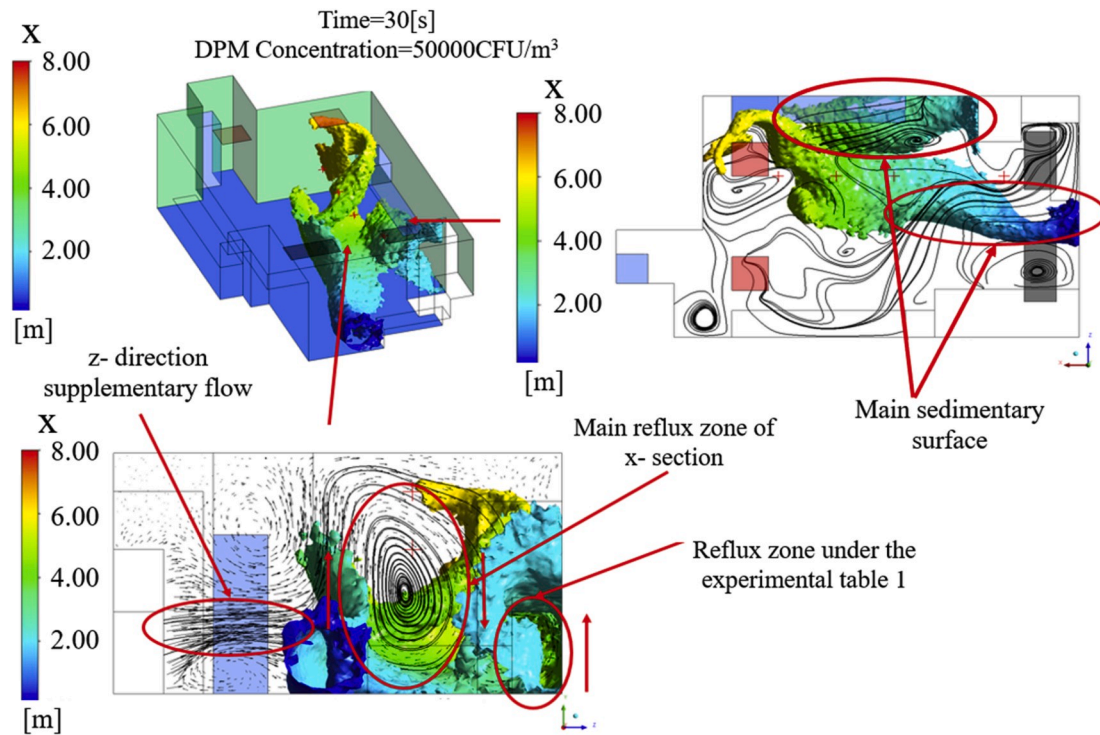 Time=30[s]
DPM Concentration=50000CFU/m³
X
8.00
6.00
4.00
2.00
[m]
X
8.00
6.00
4.00
2.00
[m]
z- direction
supplementary flow
Main sedimentary
surface
X
8.00
6.00
4.00
2.00
[m]
Main reflux zone of
x- section
Reflux zone under the
experimental table 1